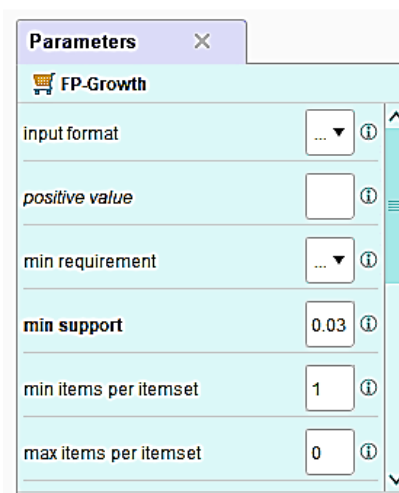 Parameters
FP-Growth
input format
...
positive value
min requirement
...
min support
0.03
min items per itemset
1
max items per itemset
0